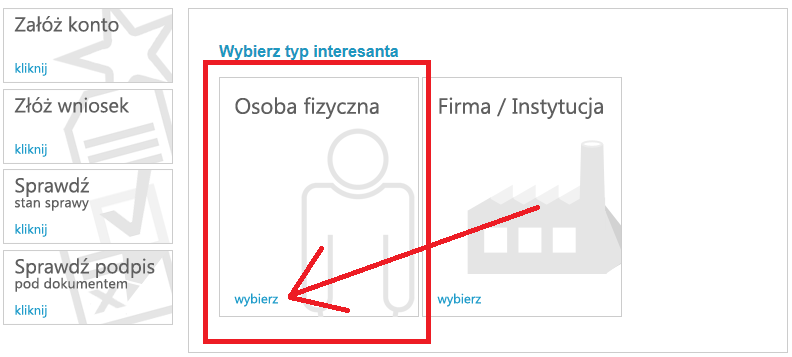 Załóż konto
kliknij
Złóż wniosek
kliknij
Sprawdź
stan sprawy
kliknij
Sprawdź podpis
pod dokumentem
kliknij
Wybierz typ interesanta
Osoba fizyczna
wybierz
Firma / Instytucja
wybierz